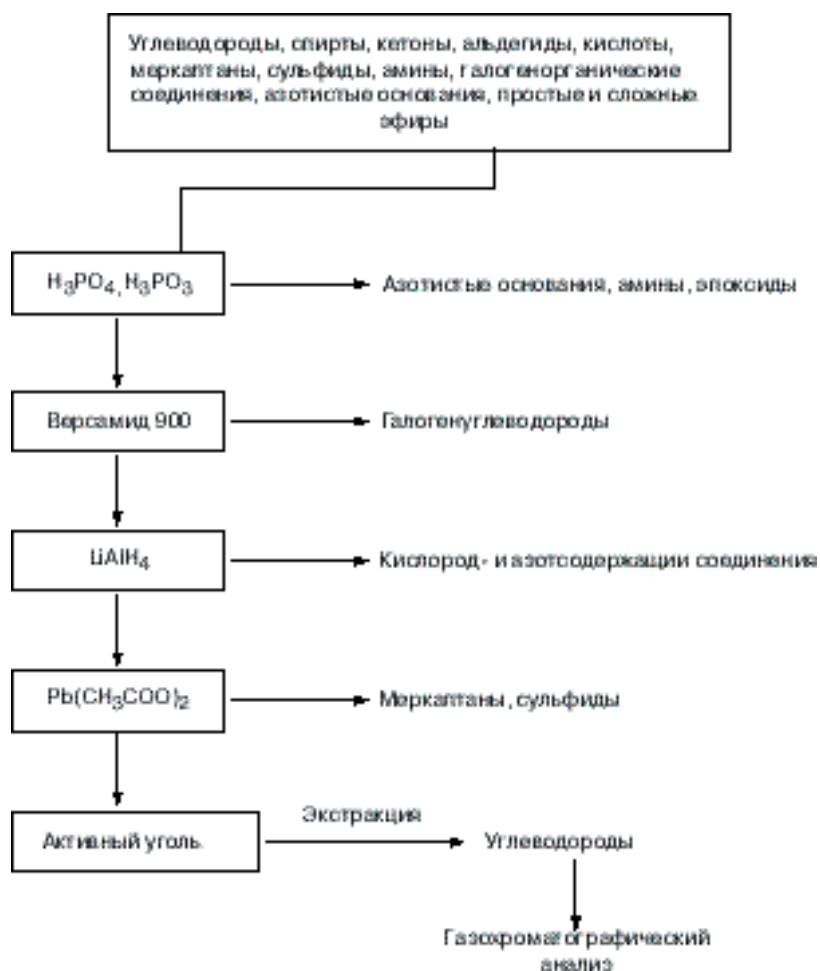 Углеводороды, спирты, кетоны, альдегиды, кислоты,
меркаптаны, сульфиды, амины, галогенорганические
соединения, азотистые основания, простые и сложные
эфиры
H₃PO₄, H₃PO₃
Азотистые основания, амины, эпоксиды
Версамид 900
Галогенуглеводороды
LiAlH₄
Кислород- и азотсодержащии соединения
Pb(CH₃COO)₂
Меркаптаны, сульфиды
Экстракция
Активный уголь.
Углеводороды
Газохроматографический
анализ